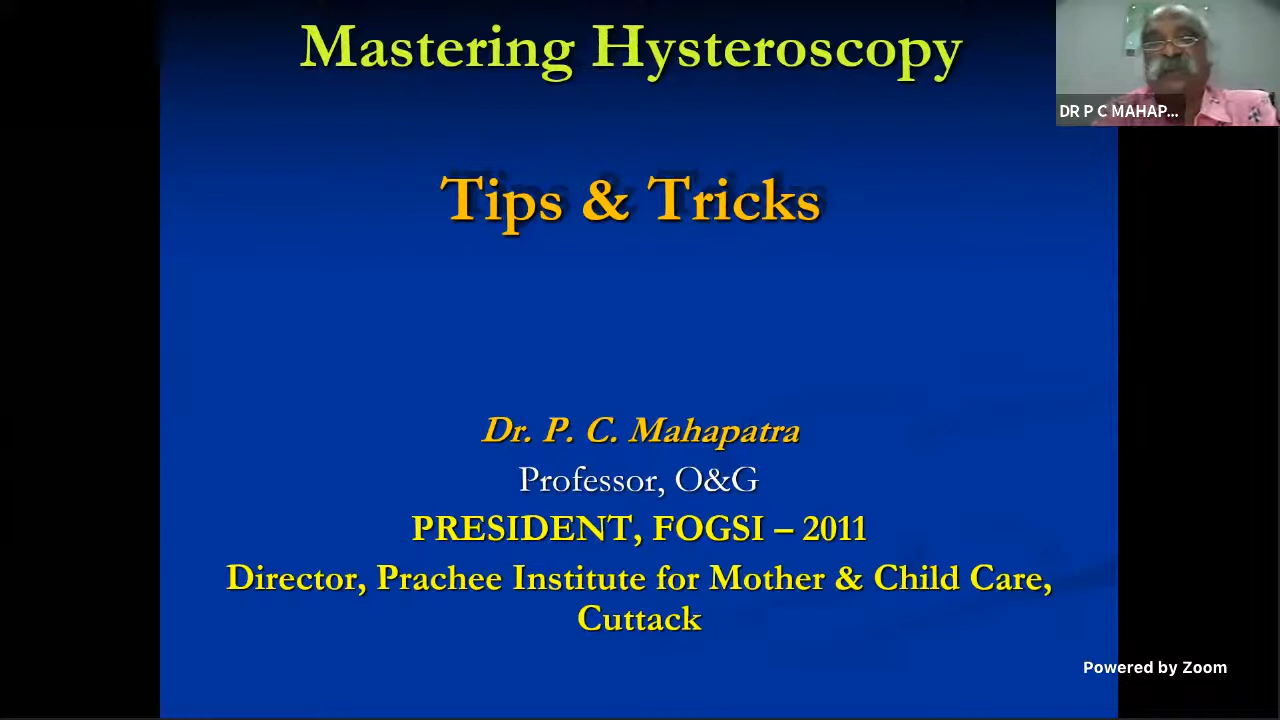 Mastering Hysteroscopy
DR P C MAHAP...
Tips & Tricks
Dr. P. C. Mahapatra
Professor, O&G
PRESIDENT, FOGSI – 2011
Director, Prachee Institute for Mother & Child Care,
Cuttack
Powered by Zoom